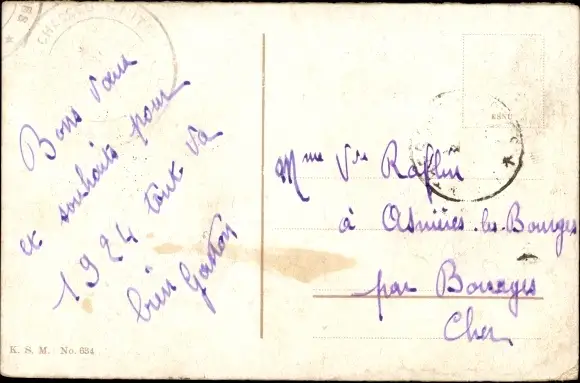 Bons vœux
et souhaits pour
1924 tout va
bien Gaston
Mme Vve Raffin
à Asnières les Bourges
par Bourges
Cher
K. S. M. No. 634